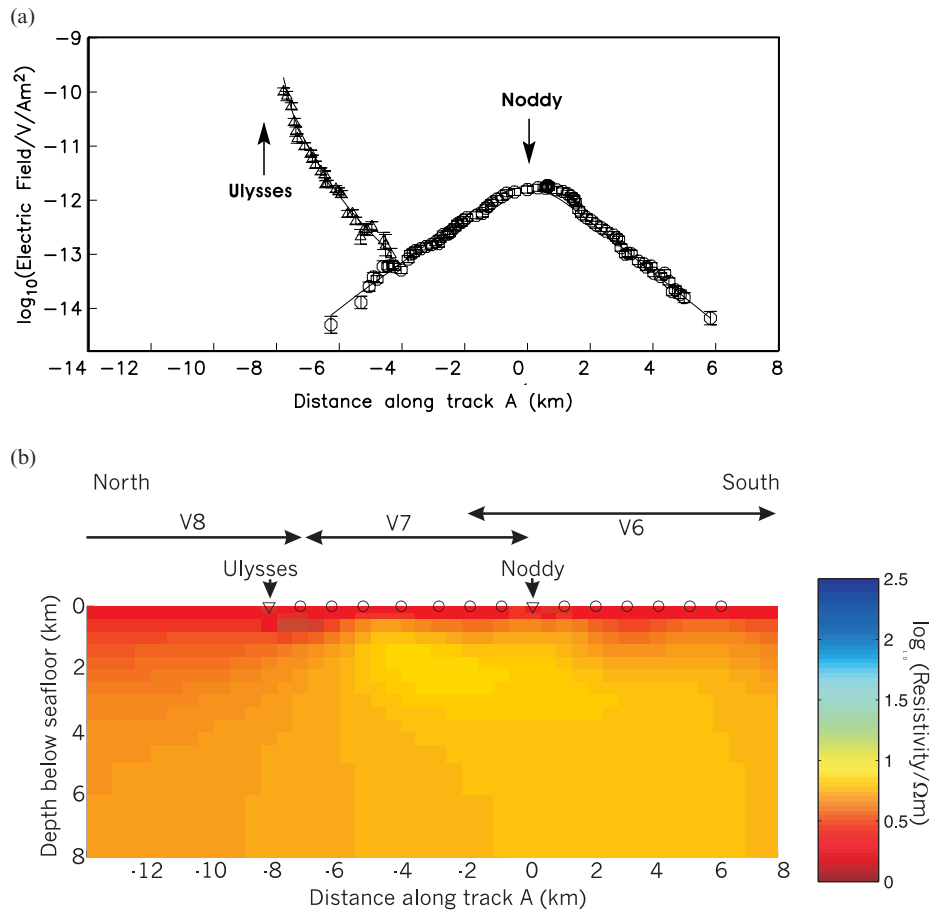 (a)
−9
−10
−11
−12
−13
−14
log10(Electric Field/V/Am2)
Ulysses
Noddy
−14 −12 −10 −8 −6 −4 −2 0 2 4 6 8
Distance along track A (km)
(b)
North South
V8 V7 V6
Ulysses Noddy
0
2
4
6
8
Depth below seafloor (km)
-12 -10 -8 -6 -4 -2 0 2 4 6 8
Distance along track A (km)
2.5
2
1.5
1
0.5
0
log10 (Resistivity/Ωm)